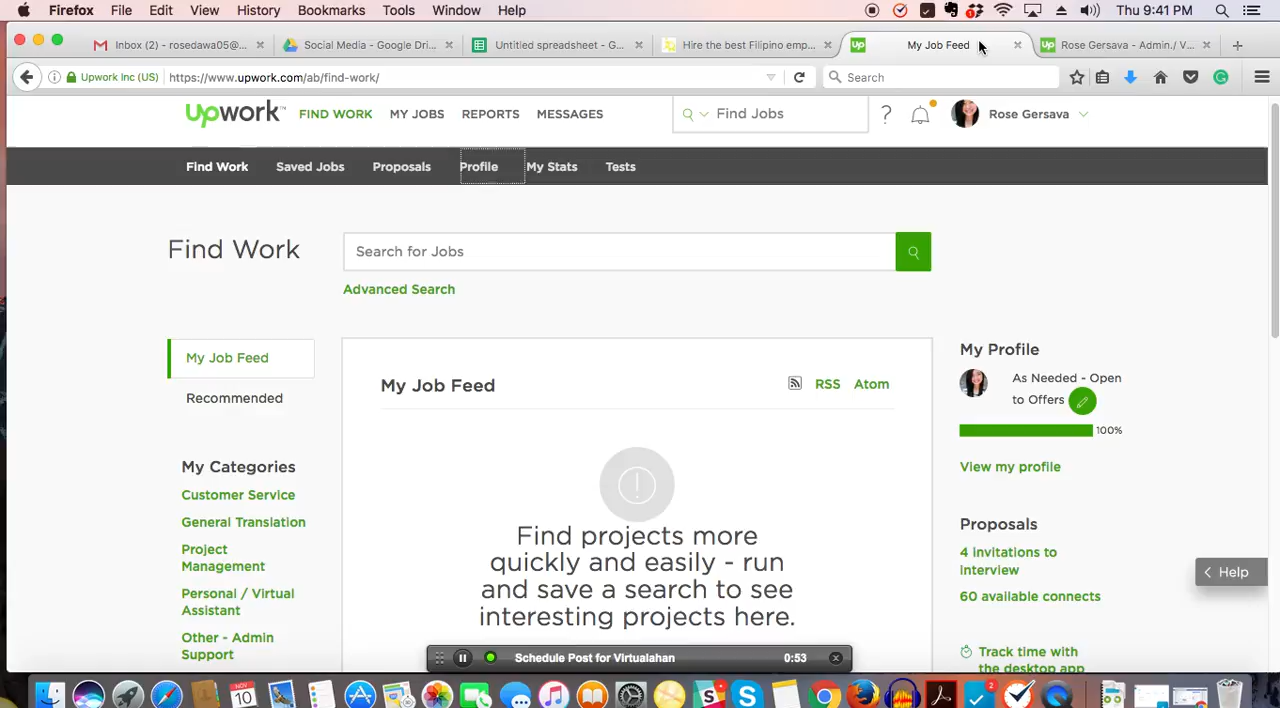 Firefox File Edit View History Bookmarks Tools Window Help Thu 9:41 PM
Inbox (2) - rosedawa05@... Social Media - Google Dri... Untitled spreadsheet - G... Hire the best Filipino emp... My Job Feed Rose Gersava - Admin./ V...
Upwork Inc (US) https://www.upwork.com/ab/find-work/ Search
Upwork™ FIND WORK MY JOBS REPORTS MESSAGES Find Jobs ? Rose Gersava
Find Work Saved Jobs Proposals Profile My Stats Tests
Find Work
Search for Jobs
Advanced Search
My Job Feed
Recommended
My Categories
Customer Service
General Translation
Project
Management
Personal / Virtual
Assistant
Other - Admin
Support
My Job Feed RSS Atom
Find projects more
quickly and easily - run
and save a search to see
interesting projects here.
My Profile
As Needed - Open
to Offers
100%
View my profile
Proposals
4 invitations to
interview
60 available connects
Track time with
the desktop app
Help
Schedule Post for Virtualahan 0:53
NOV
10
2